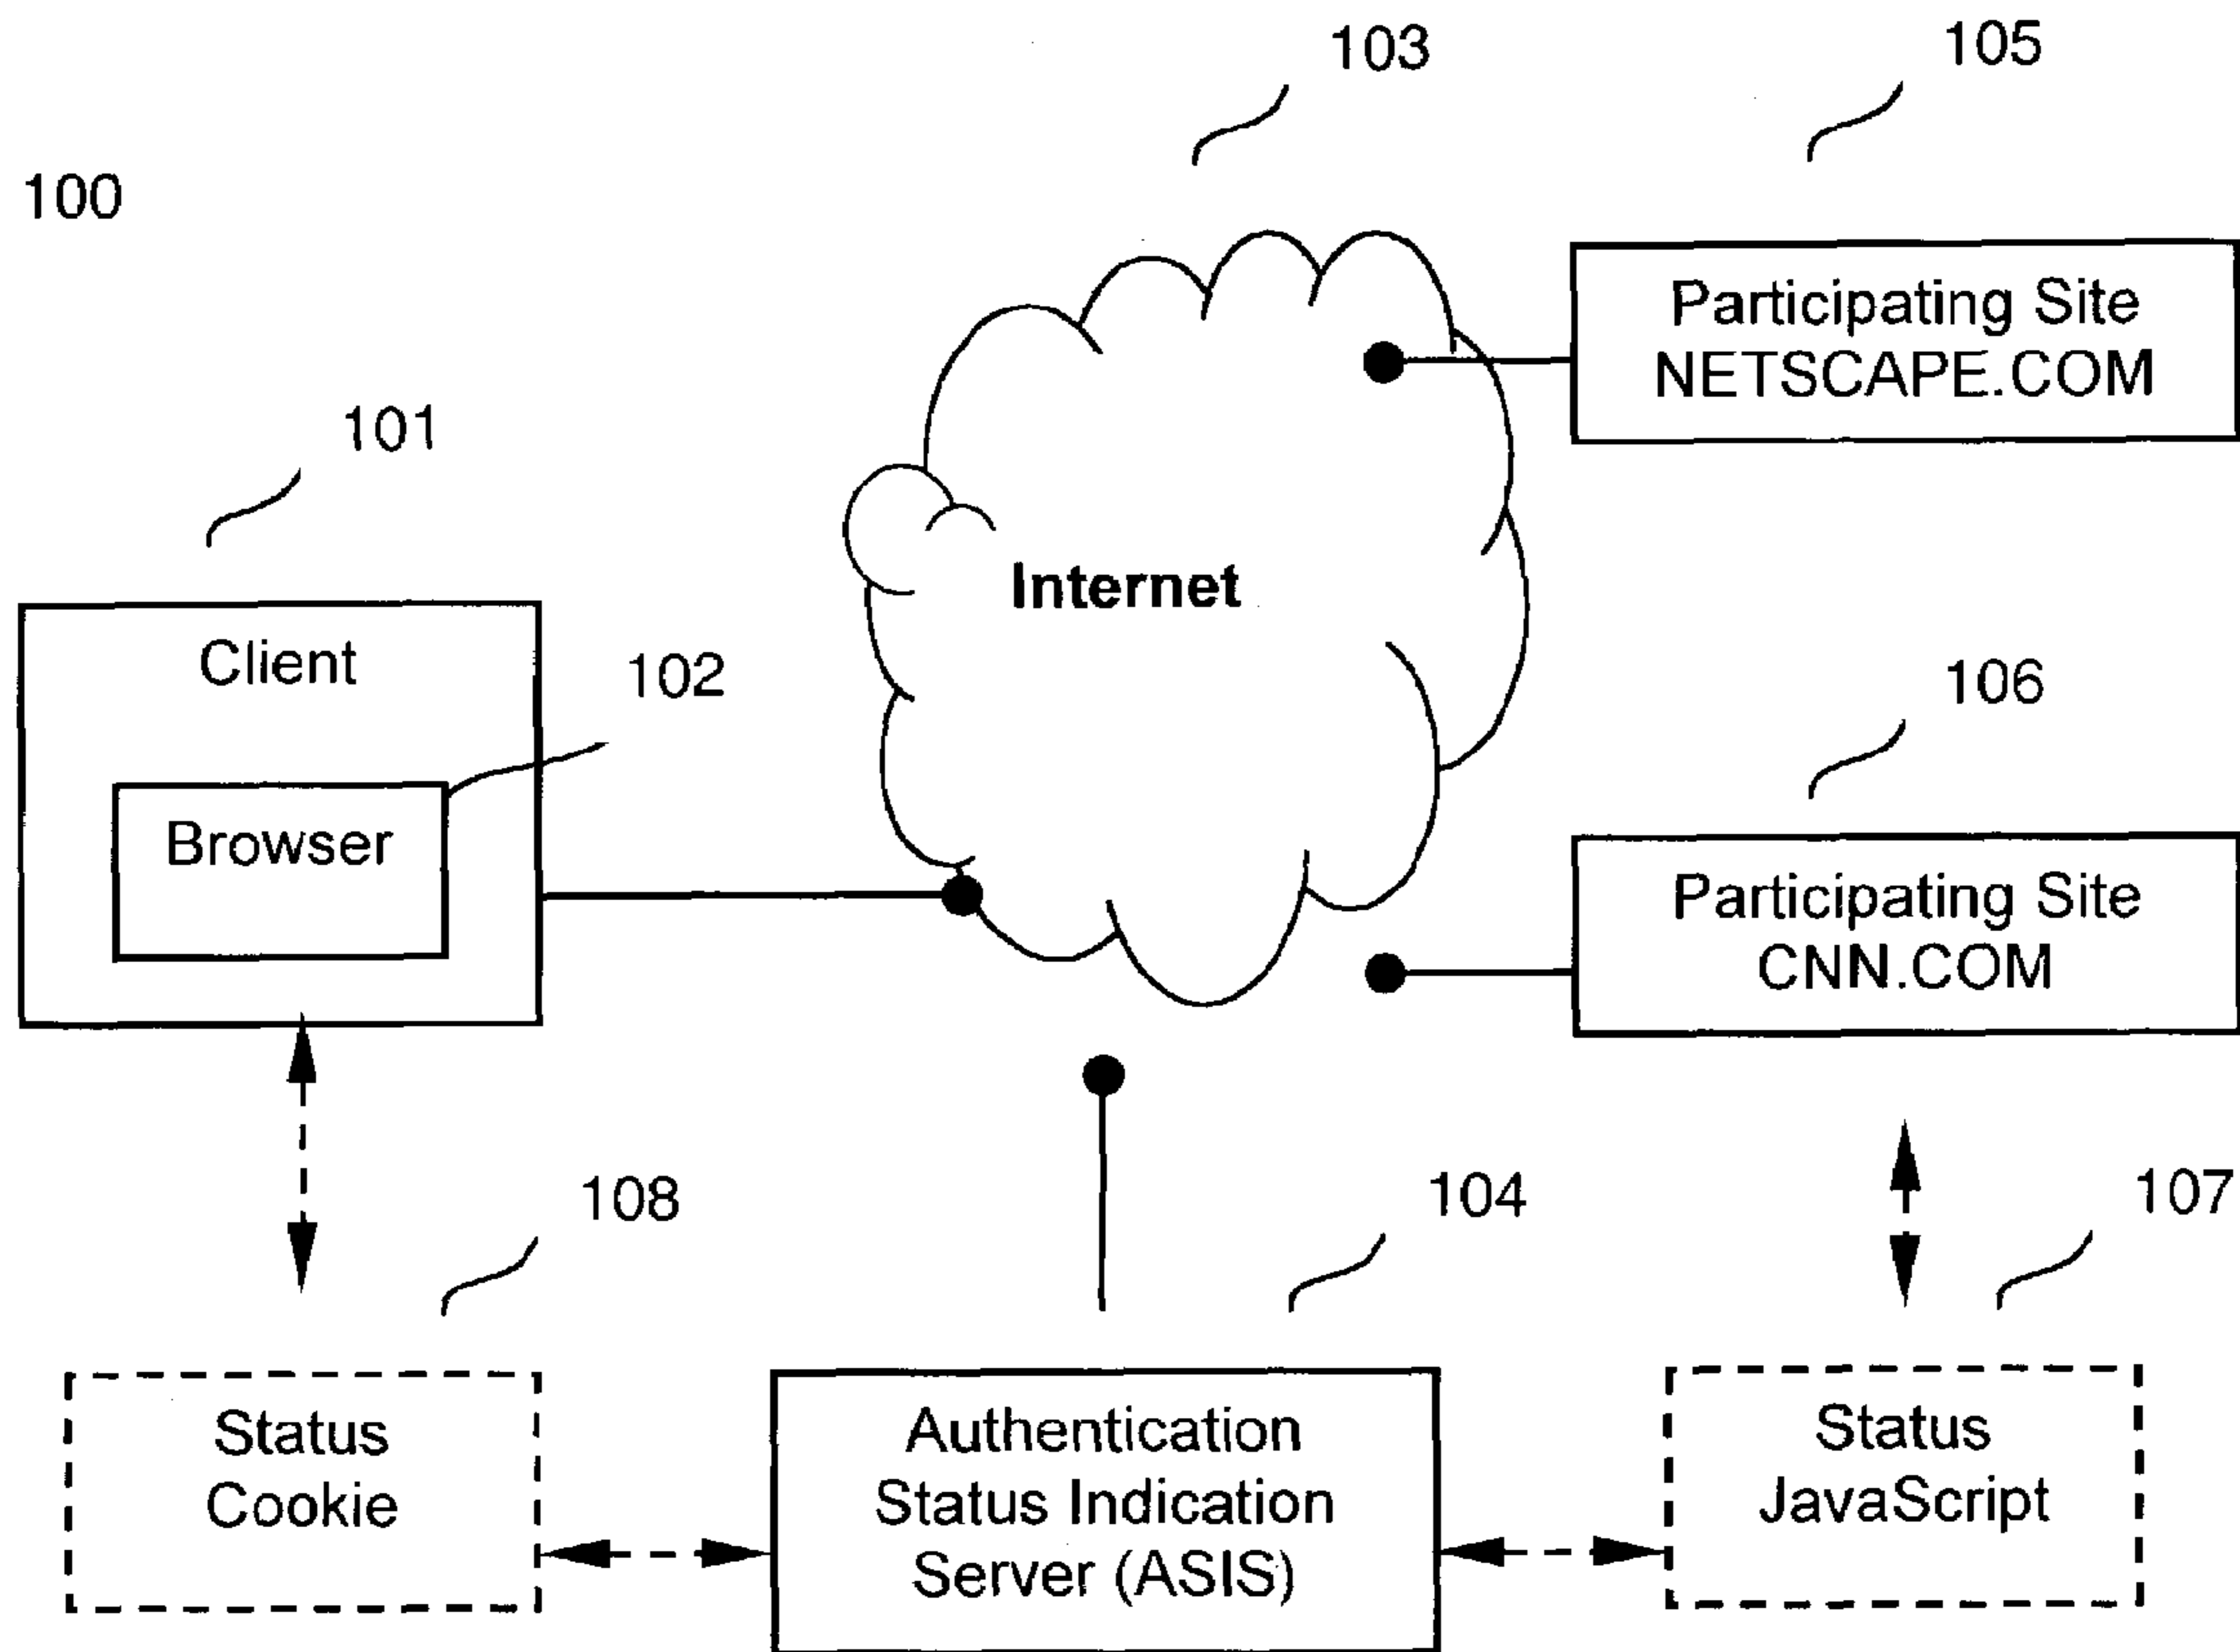 103
105
100
Participating Site
NETSCAPE.COM
101
Internet
Client
102
106
Browser
Participating Site
CNN.COM
108
104
107
Status
Cookie
Authentication
Status Indication
Server (ASIS)
Status
JavaScript